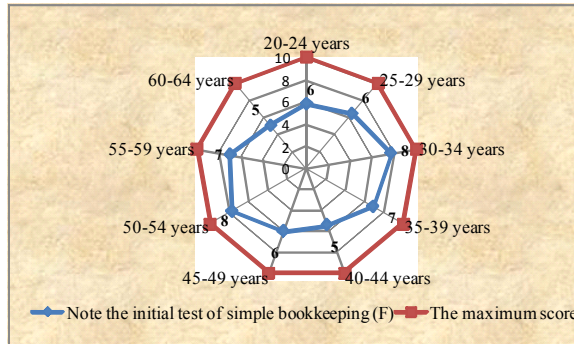 20-24 years
10
60-64 years
25-29 years
8
6
5
6
6
4
2
55-59 years
7
0
8
30-34 years
50-54 years
8
7
35-39 years
6
5
45-49 years
40-44 years
Note the initial test of simple bookkeeping (F)
The maximum score